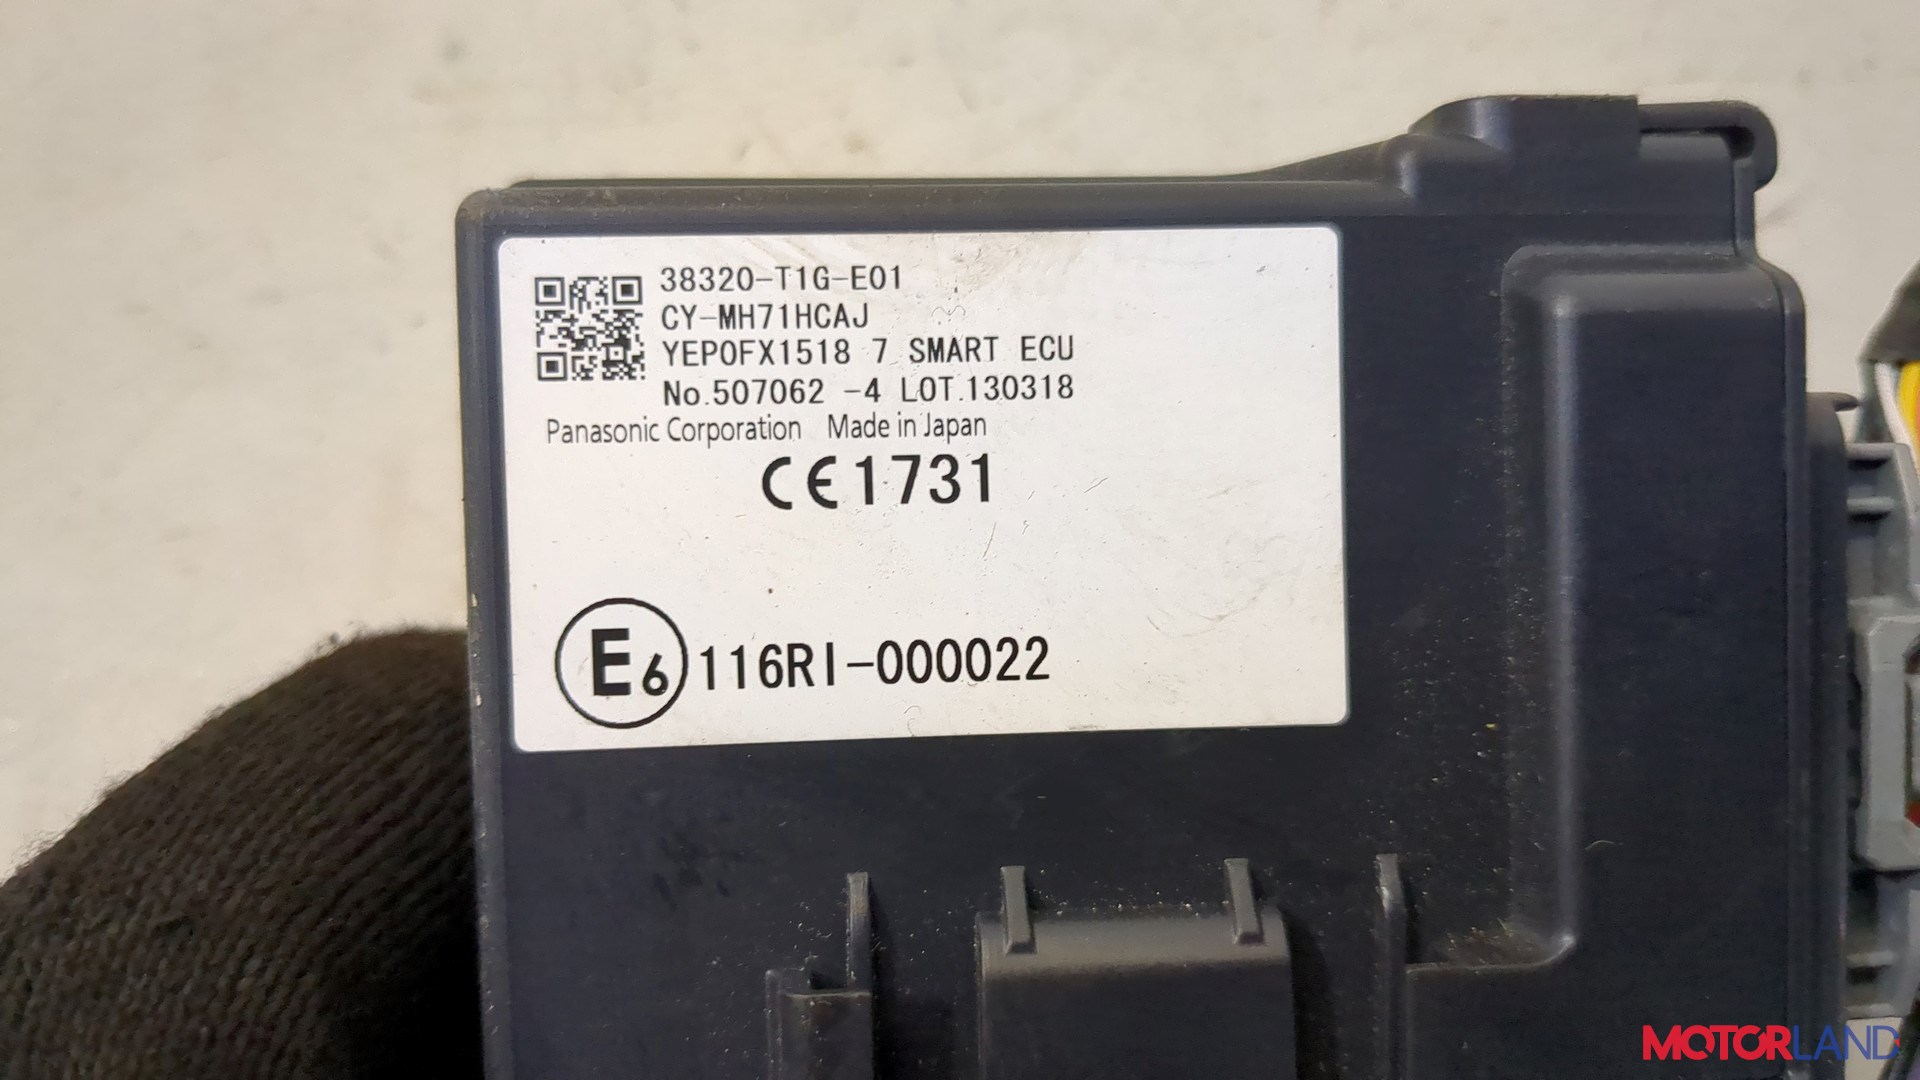 38320-T1G-E01
CY-MH71HCAJ
YEP0FX1518 7 SMART ECU
No.507062 -4 LOT.130318
Panasonic Corporation Made in Japan
CE1731
E6 116RI-000022
MOTORLAND